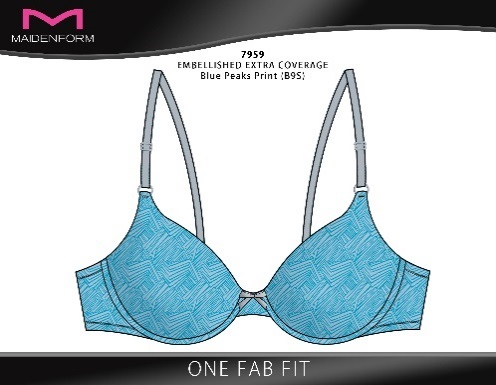 MAIDENFORM
7959
EMBELLISHED EXTRA COVERAGE
Blue Peaks Print (B9S)
ONE FAB FIT